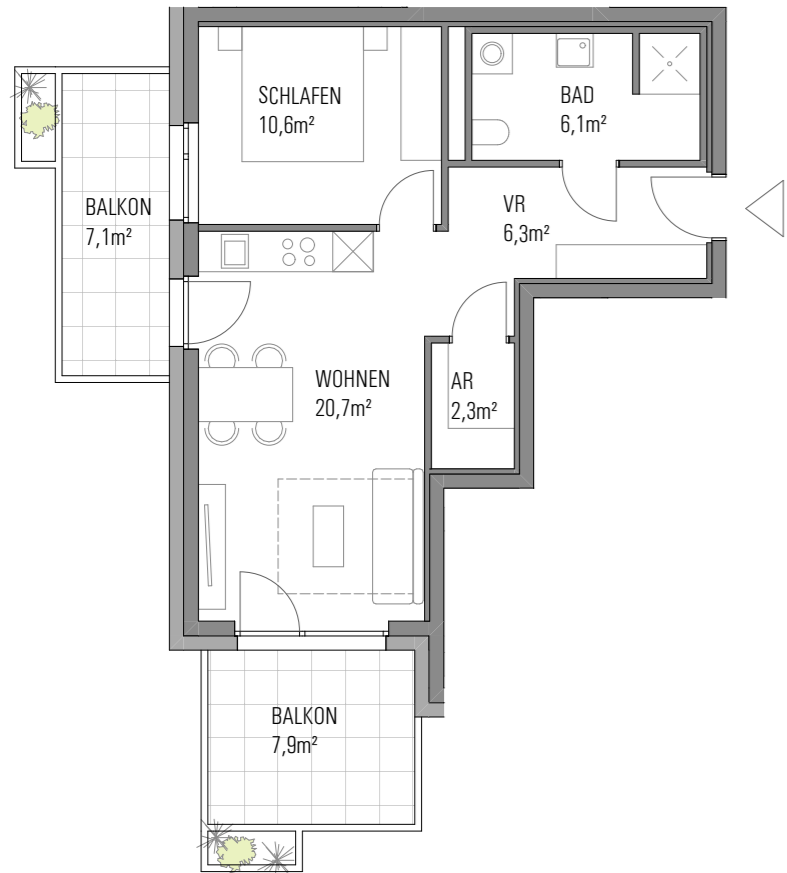 SCHLAFEN
10,6m²
BAD
6,1m²
BALKON
7,1m²
VR
6,3m²
WOHNEN
20,7m²
AR
2,3m²
BALKON
7,9m²